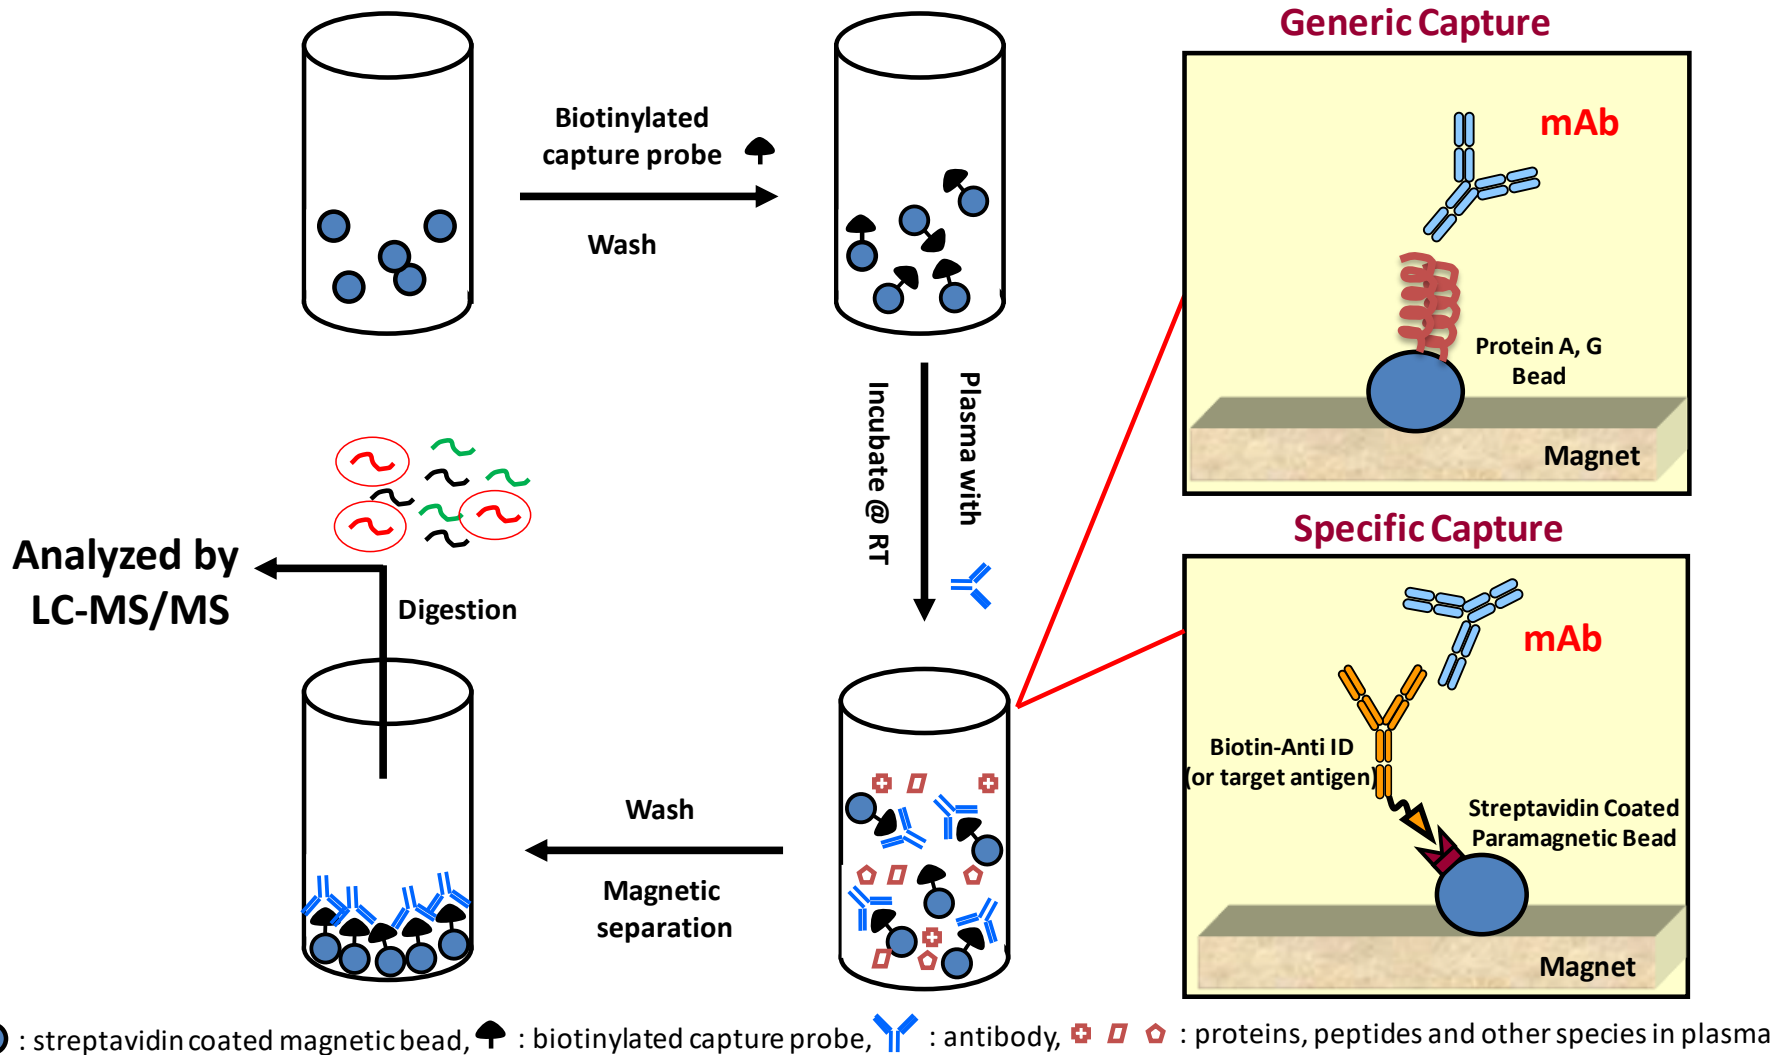 Generic Capture
Biotinylated
capture probe
Wash
mAb
Protein A, G
Bead
Magnet
Plasma with
Incubate @ RT
Specific Capture
mAb
Biotin-Anti ID
(or target antigen)
Streptavidin Coated
Paramagnetic Bead
Magnet
Wash
Magnetic
separation
Digestion
Analyzed by
LC-MS/MS
: streptavidin coated magnetic bead, : biotinylated capture probe, : antibody, : proteins, peptides and other species in plasma